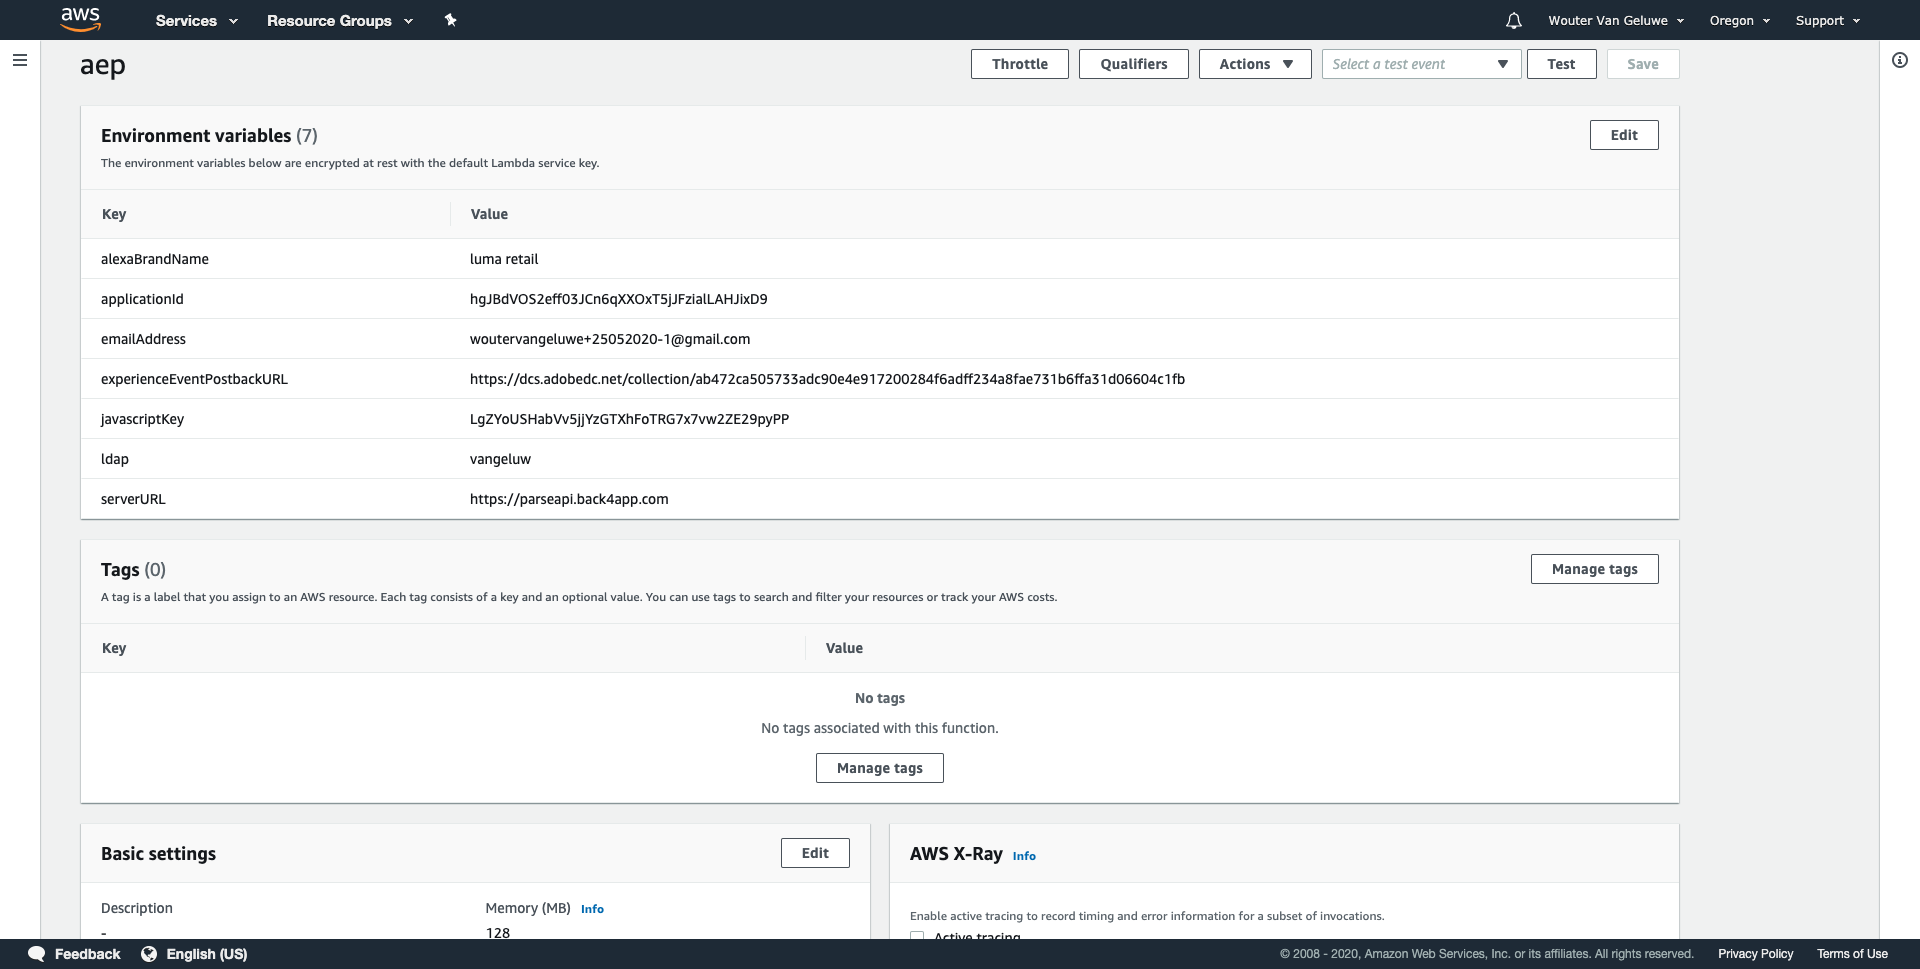 aws Services Resource Groups Wouter Van Geluwe Oregon Support
aep Throttle Qualifiers Actions Select a test event Test Save
Environment variables (7) Edit
The environment variables below are encrypted at rest with the default Lambda service key.
Key Value
alexaBrandName luma retail
applicationId hgJBdVOS2eff03JCn6qXXOxT5jJFzialLAHJixD9
emailAddress woutervangeluwe+25052020-1@gmail.com
experienceEventPostbackURL https://dcs.adobedc.net/collection/ab472ca505733adc90e4e917200284f6adff234a8fae731b6ffa31d06604c1fb
javascriptKey LgZYoUSHabVv5jjYzGTXhFoTRG7x7vw2ZE29pyPP
ldap vangeluw
serverURL https://parseapi.back4app.com
Tags (0) Manage tags
A tag is a label that you assign to an AWS resource. Each tag consists of a key and an optional value. You can use tags to search and filter your resources or track your AWS costs.
Key Value
No tags
No tags associated with this function.
Manage tags
Basic settings Edit
Description Memory (MB) Info
- 128
AWS X-Ray Info
Enable active tracing to record timing and error information for a subset of invocations.
Active tracing
Feedback English (US) © 2008 - 2020, Amazon Web Services, Inc. or its affiliates. All rights reserved. Privacy Policy Terms of Use